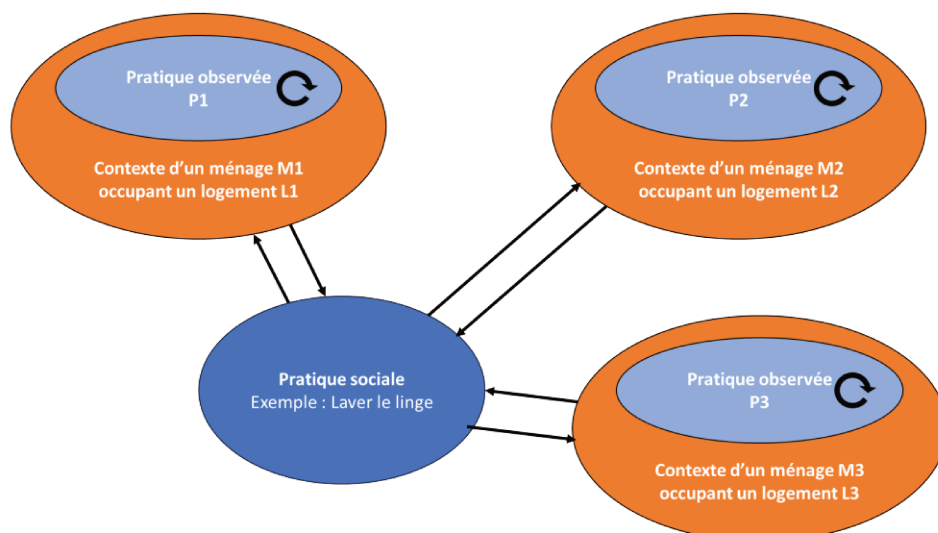 Pratique observée
P1
Contexte d'un ménage M1
occupant un logement L1
Pratique observée
P2
Contexte d'un ménage M2
occupant un logement L2
Pratique sociale
Exemple : Laver le linge
Pratique observée
P3
Contexte d'un ménage M3
occupant un logement L3